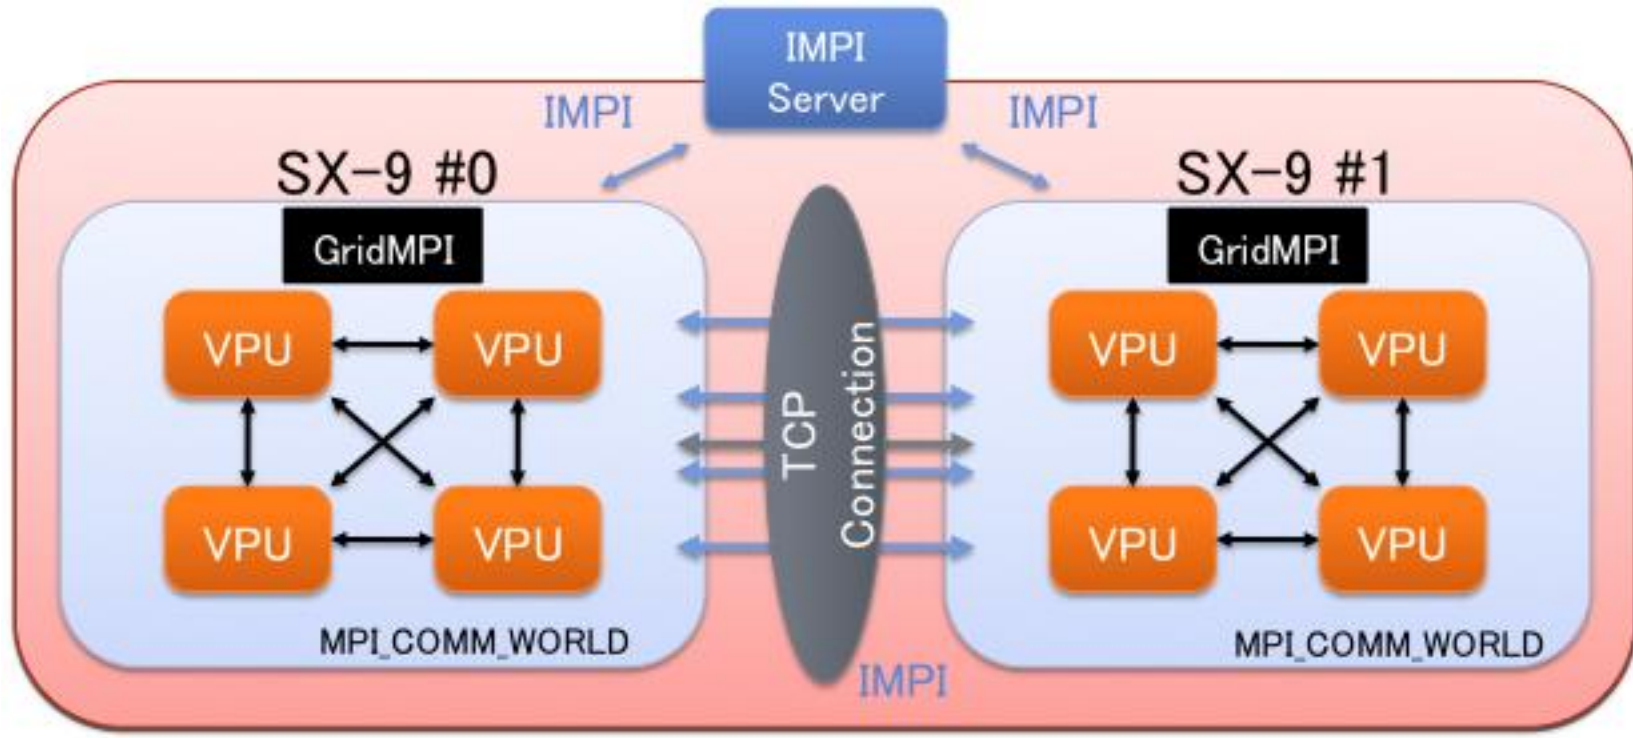 IMPI
Server
IMPI
IMPI
SX-9 #0
SX-9 #1
GridMPI
GridMPI
VPU
VPU
VPU
VPU
TCP
Connection
VPU
VPU
VPU
VPU
MPI_COMM_WORLD
MPI_COMM_WORLD
IMPI